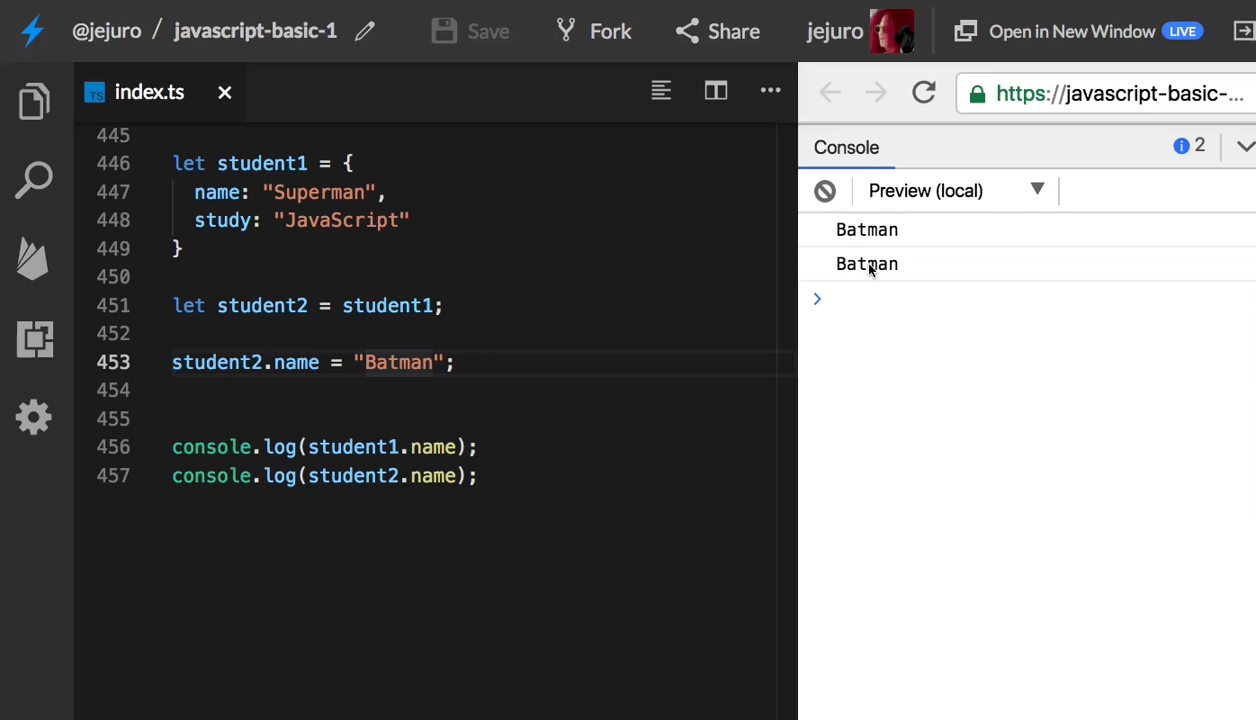 @jejuro / javascript-basic-1
Save
Fork
Share
jejuro
Open in New Window LIVE
TS index.ts ×
https://javascript-basic-...
Console
2
Preview (local)
Batman
Batman
>
445
446 let student1 = {
447 name: "Superman",
448 study: "JavaScript"
449 }
450
451 let student2 = student1;
452
453 student2.name = "Batman";
454
455
456 console.log(student1.name);
457 console.log(student2.name);